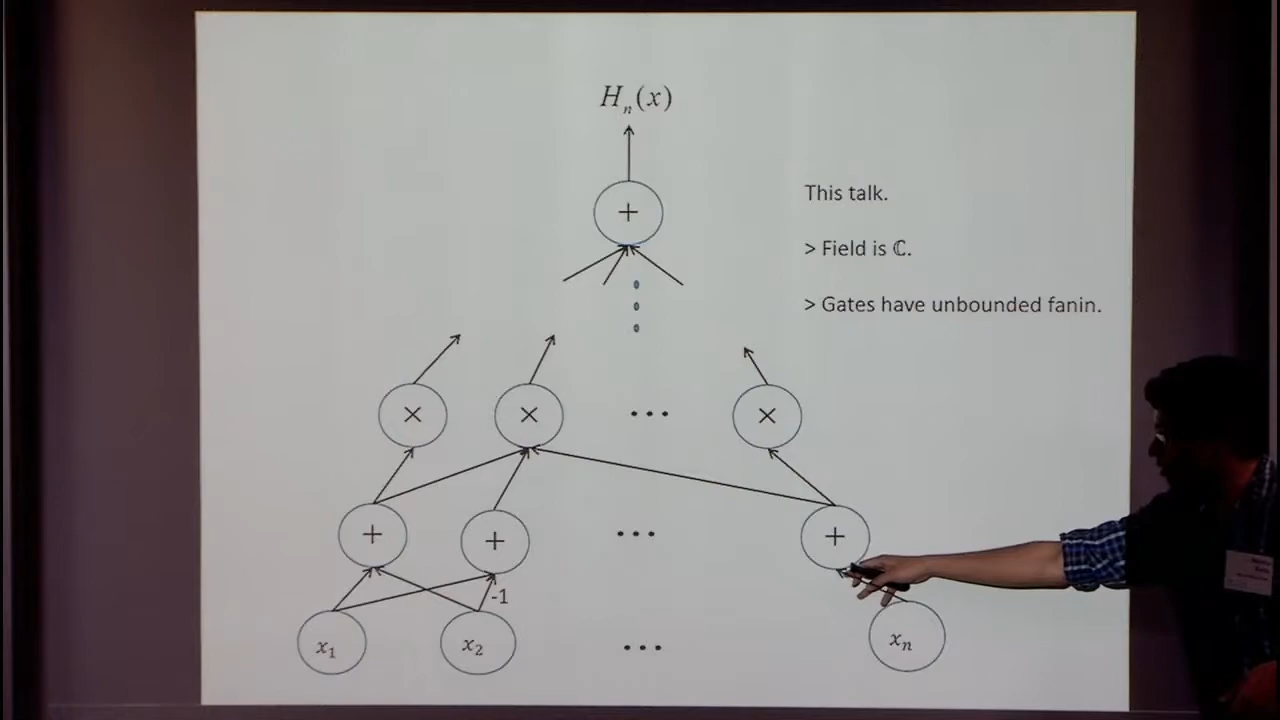 Hₙ(x)
+
This talk.
> Field is ℂ.
> Gates have unbounded fanin.
× × ··· ×
+ + ··· +
-1
x₁ x₂ ··· xₙ